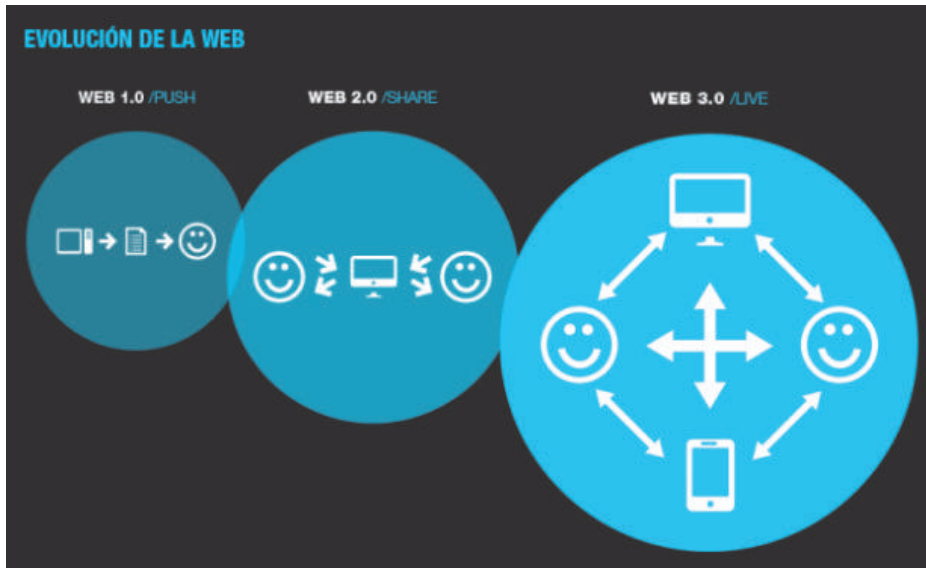 EVOLUCIÓN DE LA WEB
WEB 1.0 /PUSH
WEB 2.0 /SHARE
WEB 3.0 /LIVE